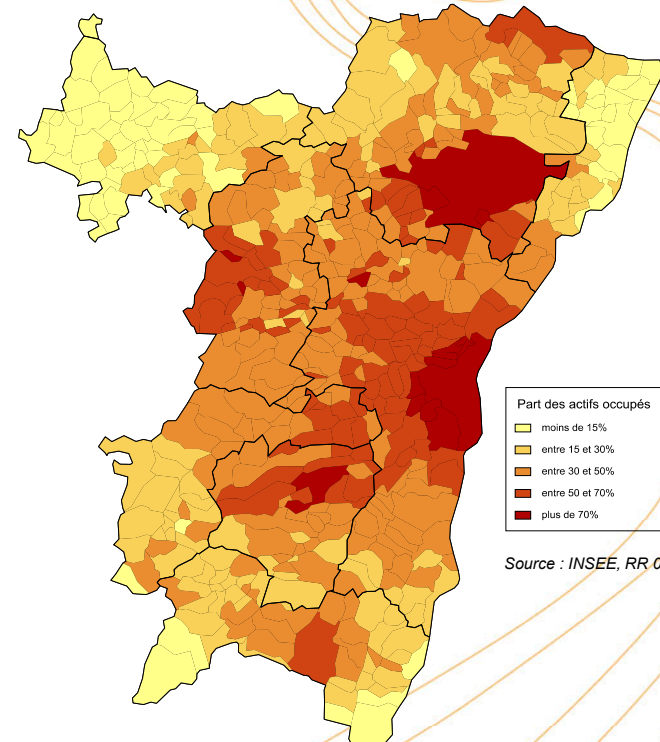 Part des actifs occupés
moins de 15%
entre 15 et 30%
entre 30 et 50%
entre 50 et 70%
plus de 70%
Source : INSEE, RR 0